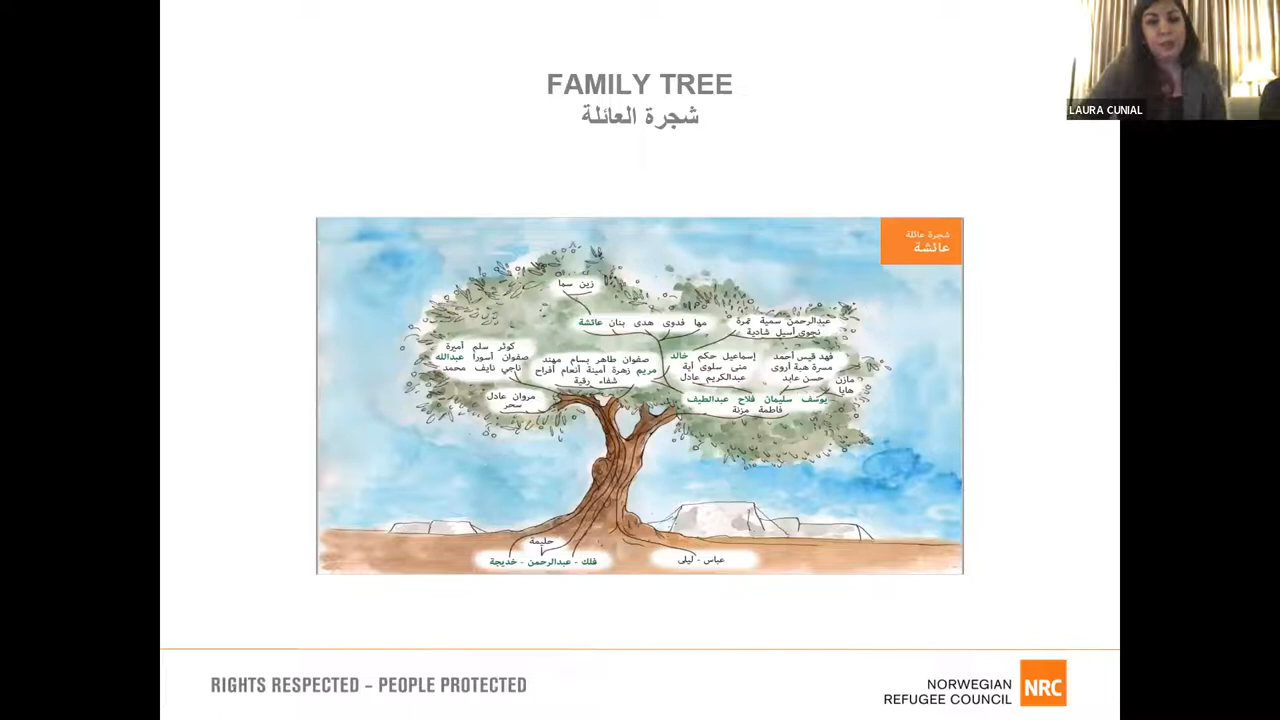 LAURA CUNIAL
FAMILY TREE
شجرة العائلة
شجرة عائلة
عائشة
زين سما
مها فدوى هدى بنان عائشة
عبدالرحمن سمية تمرة
نجوى أسيل شادية
كوثر سلم أميرة
صفوان أسورا عبدالله
ناجي نايف محمد
صفوان طاهر بسام مهند
مريم زهرة أمينة أنعام أفراح
شفاء رقية
إسماعيل حكم خالد
منى سلوى آية
عبدالكريم عادل
فهد قيس أحمد
مسرة هبة أروى
حسن عابد
مازن
هايا
مروان عادل
سحر
يوسف سليمان فلاح عبدالطيف
فاطمة مزنة
حليمة
فلك - عبدالرحمن - خديجة
عباس - ليلى
RIGHTS RESPECTED – PEOPLE PROTECTED
NORWEGIAN
REFUGEE COUNCIL
NRC